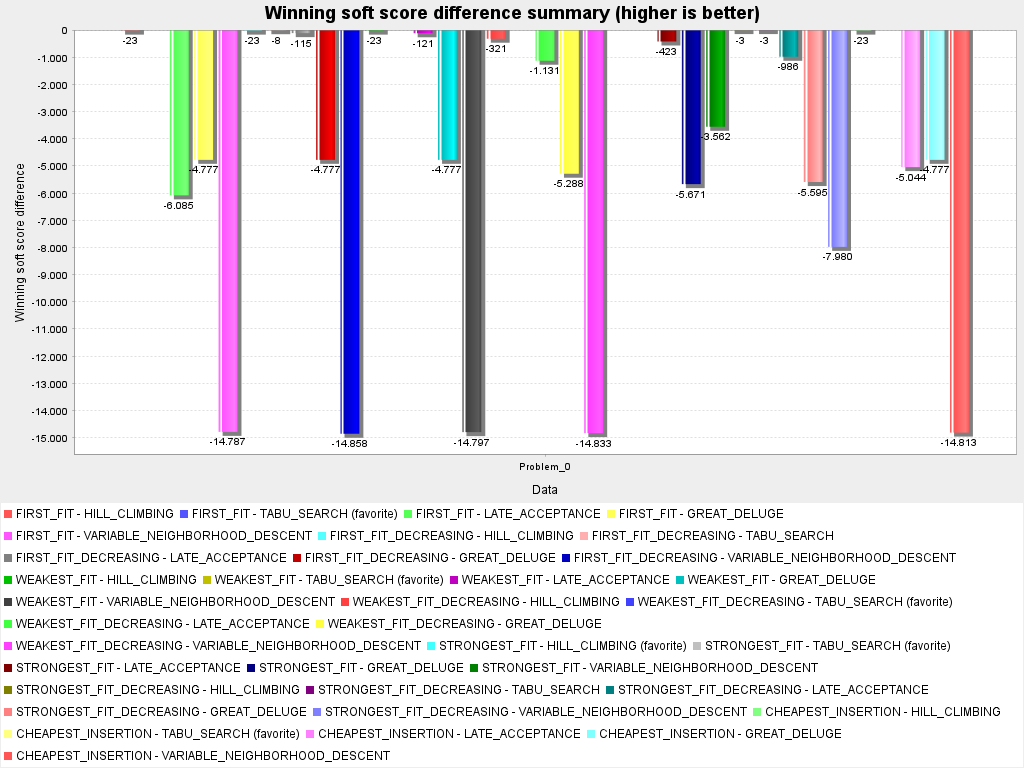 Winning soft score difference summary (higher is better)
Winning soft score difference
0
-1.000
-2.000
-3.000
-4.000
-5.000
-6.000
-7.000
-8.000
-9.000
-10.000
-11.000
-12.000
-13.000
-14.000
-15.000
-23
-6.085
-4.777
-14.787
-23
-8
-115
-4.777
-14.858
-23
-121
-4.777
-14.797
-321
-1.131
-5.288
-14.833
-423
-5.671
-3.562
-3
-3
-986
-5.595
-7.980
-23
-5.044
-4.777
-14.813
Problem_0
Data
FIRST_FIT - HILL_CLIMBING FIRST_FIT - TABU_SEARCH (favorite) FIRST_FIT - LATE_ACCEPTANCE FIRST_FIT - GREAT_DELUGE
FIRST_FIT - VARIABLE_NEIGHBORHOOD_DESCENT FIRST_FIT_DECREASING - HILL_CLIMBING FIRST_FIT_DECREASING - TABU_SEARCH
FIRST_FIT_DECREASING - LATE_ACCEPTANCE FIRST_FIT_DECREASING - GREAT_DELUGE FIRST_FIT_DECREASING - VARIABLE_NEIGHBORHOOD_DESCENT
WEAKEST_FIT - HILL_CLIMBING WEAKEST_FIT - TABU_SEARCH (favorite) WEAKEST_FIT - LATE_ACCEPTANCE WEAKEST_FIT - GREAT_DELUGE
WEAKEST_FIT - VARIABLE_NEIGHBORHOOD_DESCENT WEAKEST_FIT_DECREASING - HILL_CLIMBING WEAKEST_FIT_DECREASING - TABU_SEARCH (favorite)
WEAKEST_FIT_DECREASING - LATE_ACCEPTANCE WEAKEST_FIT_DECREASING - GREAT_DELUGE
WEAKEST_FIT_DECREASING - VARIABLE_NEIGHBORHOOD_DESCENT STRONGEST_FIT - HILL_CLIMBING (favorite) STRONGEST_FIT - TABU_SEARCH (favorite)
STRONGEST_FIT - LATE_ACCEPTANCE STRONGEST_FIT - GREAT_DELUGE STRONGEST_FIT - VARIABLE_NEIGHBORHOOD_DESCENT
STRONGEST_FIT_DECREASING - HILL_CLIMBING STRONGEST_FIT_DECREASING - TABU_SEARCH STRONGEST_FIT_DECREASING - LATE_ACCEPTANCE
STRONGEST_FIT_DECREASING - GREAT_DELUGE STRONGEST_FIT_DECREASING - VARIABLE_NEIGHBORHOOD_DESCENT CHEAPEST_INSERTION - HILL_CLIMBING
CHEAPEST_INSERTION - TABU_SEARCH (favorite) CHEAPEST_INSERTION - LATE_ACCEPTANCE CHEAPEST_INSERTION - GREAT_DELUGE
CHEAPEST_INSERTION - VARIABLE_NEIGHBORHOOD_DESCENT